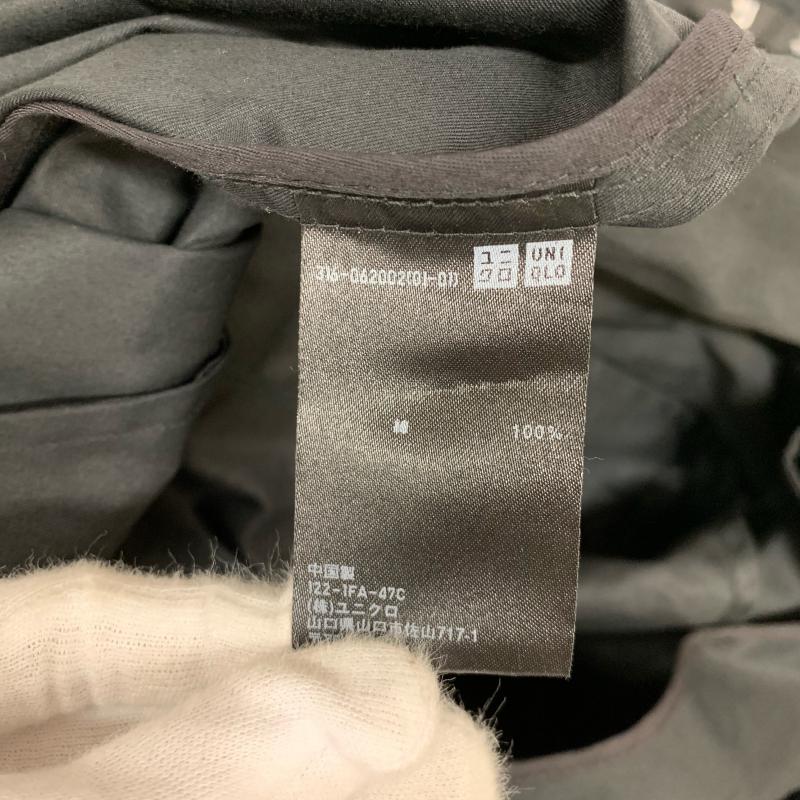 316-062002(01-01)
ユニ
クロ
UNI
QLO
綿 100%
中国製
122-1FA-47C
(株)ユニクロ
山口県山口市佐山717-1